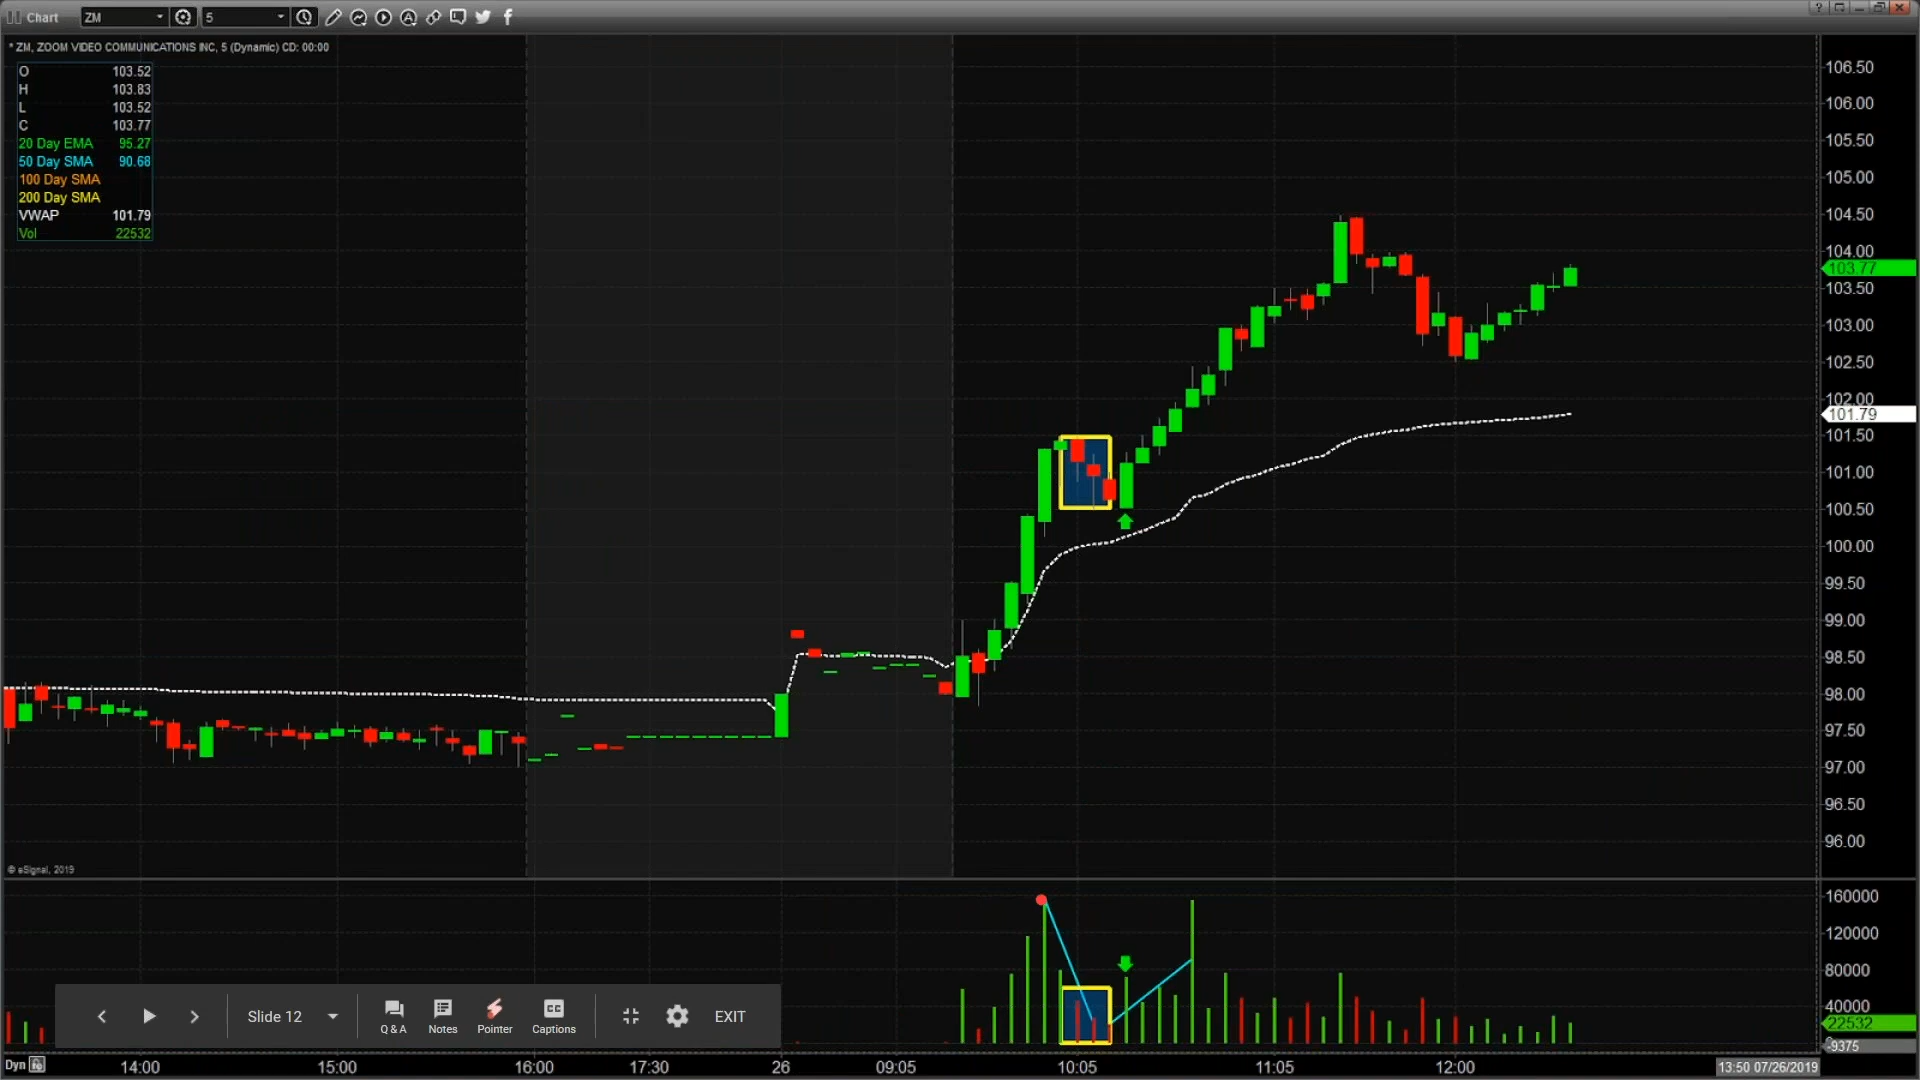 Chart ZM 5
* ZM, ZOOM VIDEO COMMUNICATIONS INC, 5 (Dynamic) CD: 00:00
O 103.52
H 103.83
L 103.52
C 103.77
20 Day EMA 95.27
50 Day SMA 90.68
100 Day SMA
200 Day SMA
VWAP 101.79
Vol 22532
106.50
106.00
105.50
105.00
104.50
104.00
103.77
103.50
103.00
102.50
102.00
101.79
101.50
101.00
100.50
100.00
99.50
99.00
98.50
98.00
97.50
97.00
96.50
96.00
© eSignal, 2019
160000
120000
80000
40000
22532
-9375
Slide 12
Q & A Notes Pointer CC Captions EXIT
Dyn 14:00 15:00 16:00 17:30 26 09:05 10:05 11:05 12:00 13:50 07/26/2019